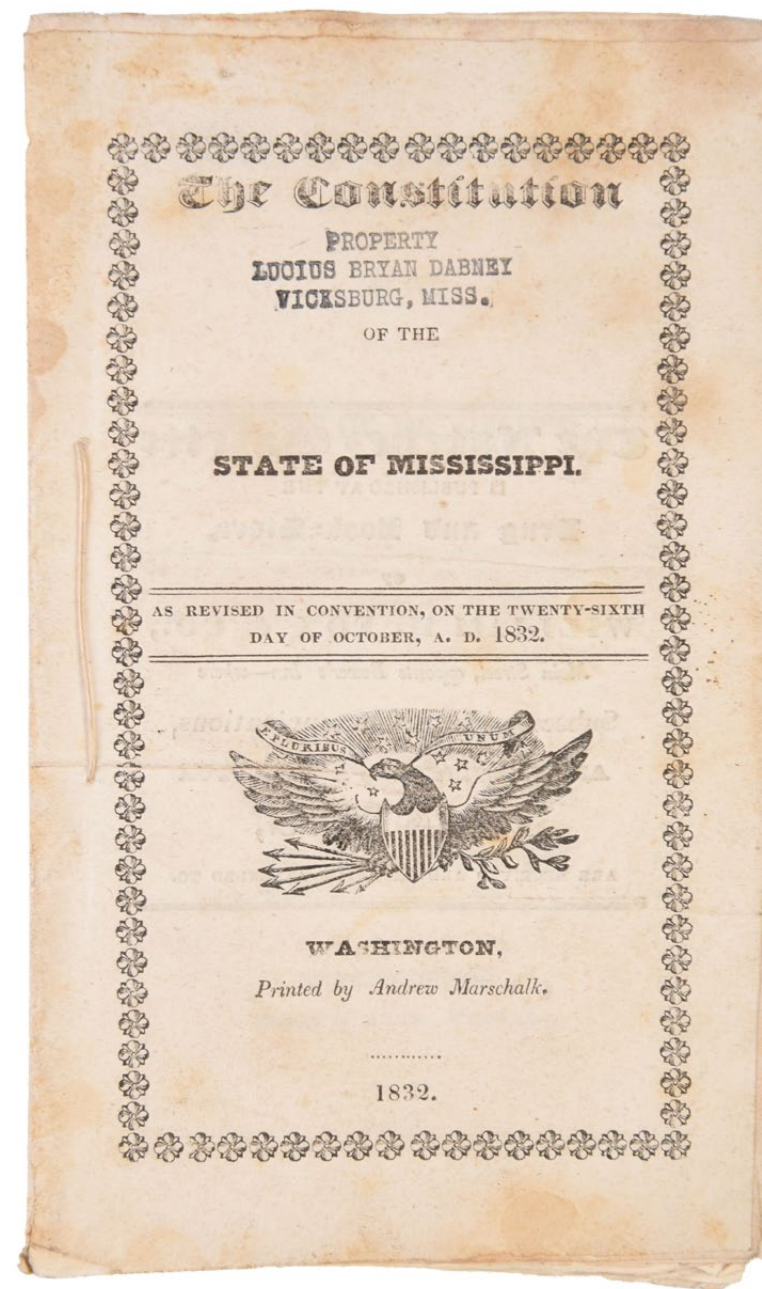 The Constitution
PROPERTY
LUCIUS BRYAN DABNEY
VICKSBURG, MISS.
OF THE
STATE OF MISSISSIPPI.
AS REVISED IN CONVENTION, ON THE TWENTY-SIXTH
DAY OF OCTOBER, A. D. 1832.
E PLURIBUS UNUM
WASHINGTON,
Printed by Andrew Marschalk.
1832.